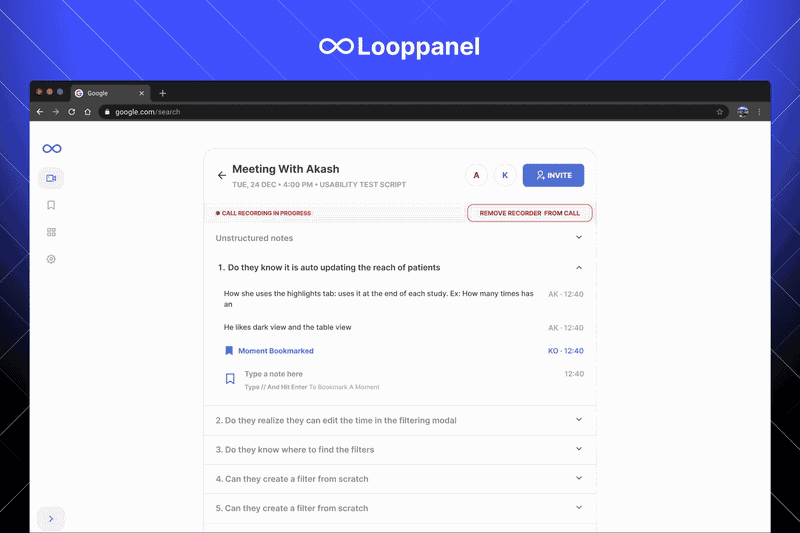 Looppanel
Google
google.com/search
Meeting With Akash
TUE, 24 DEC • 4:00 PM • USABILITY TEST SCRIPT
A
K
INVITE
CALL RECORDING IN PROGRESS
REMOVE RECORDER FROM CALL
Unstructured notes
1. Do they know it is auto updating the reach of patients
How she uses the highlights tab: uses it at the end of each study. Ex: How many times has
an
AK · 12:40
He likes dark view and the table view
AK · 12:40
Moment Bookmarked
KO · 12:40
Type a note here
12:40
Type // And Hit Enter To Bookmark A Moment
2. Do they realize they can edit the time in the filtering modal
3. Do they know where to find the filters
4. Can they create a filter from scratch
5. Can they create a filter from scratch